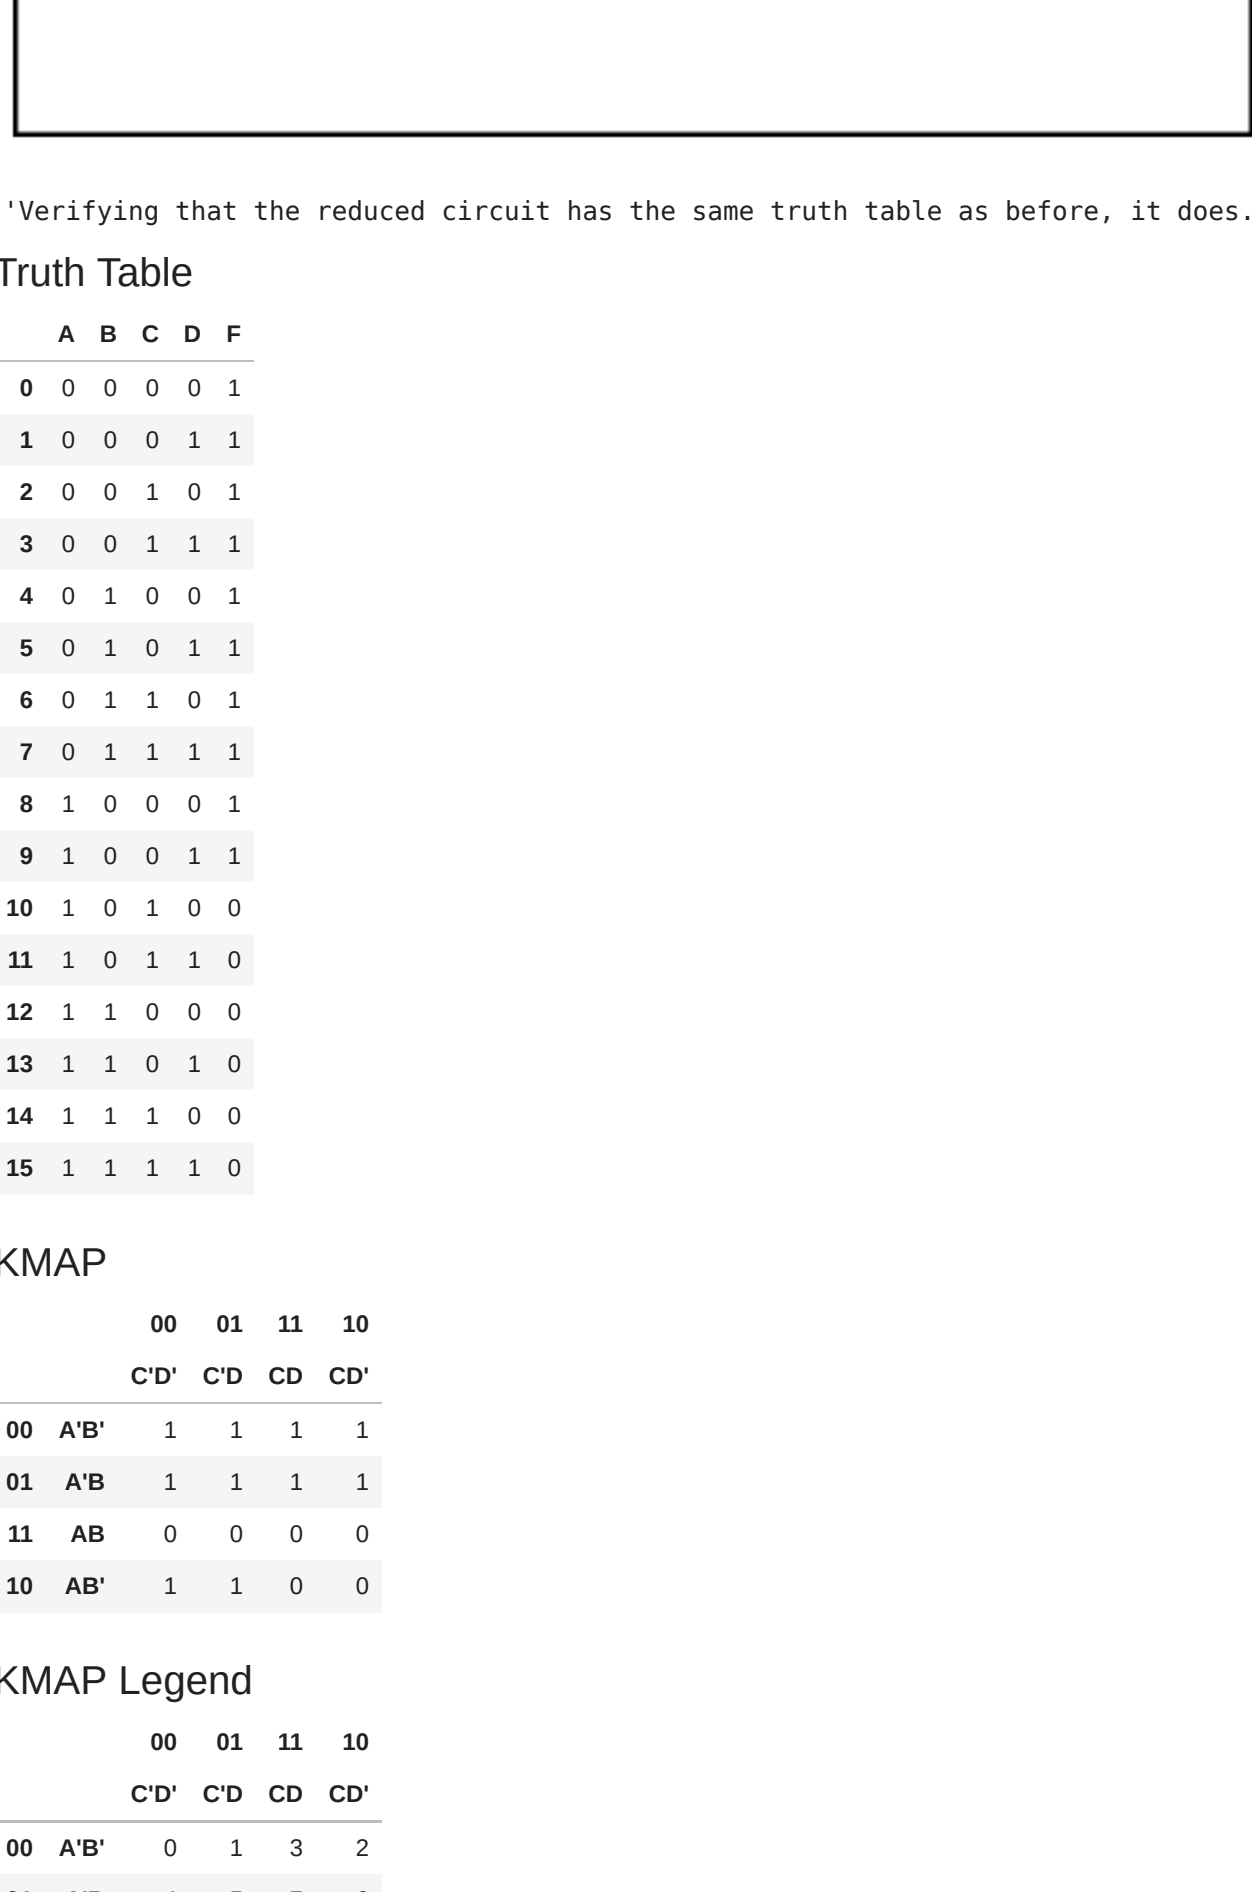 'Verifying that the reduced circuit has the same truth table as before, it does.
Truth Table
A B C D F
0 0 0 0 0 1
1 0 0 0 1 1
2 0 0 1 0 1
3 0 0 1 1 1
4 0 1 0 0 1
5 0 1 0 1 1
6 0 1 1 0 1
7 0 1 1 1 1
8 1 0 0 0 1
9 1 0 0 1 1
10 1 0 1 0 0
11 1 0 1 1 0
12 1 1 0 0 0
13 1 1 0 1 0
14 1 1 1 0 0
15 1 1 1 1 0
KMAP
00 01 11 10
C'D' C'D CD CD'
00 A'B' 1 1 1 1
01 A'B 1 1 1 1
11 AB 0 0 0 0
10 AB' 1 1 0 0
KMAP Legend
00 01 11 10
C'D' C'D CD CD'
00 A'B' 0 1 3 2